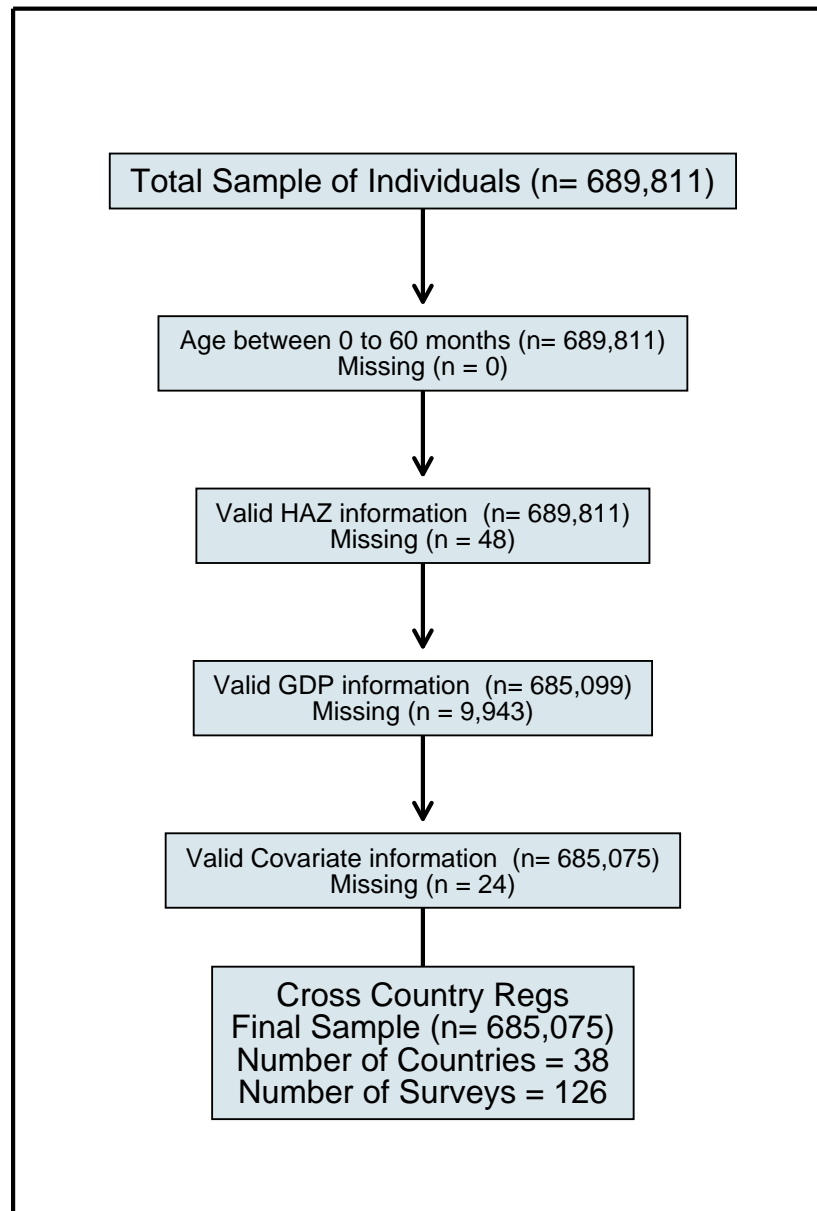 Total Sample of Individuals (n= 689,811)
Age between 0 to 60 months (n= 689,811)
Missing (n = 0)
Valid HAZ information  (n= 689,811)
Missing (n = 48)
Valid GDP information  (n= 685,099)
Missing (n = 9,943)
Valid Covariate information  (n= 685,075)
Missing (n = 24)
Cross Country Regs
Final Sample (n= 685,075)
Number of Countries = 38
Number of Surveys = 126